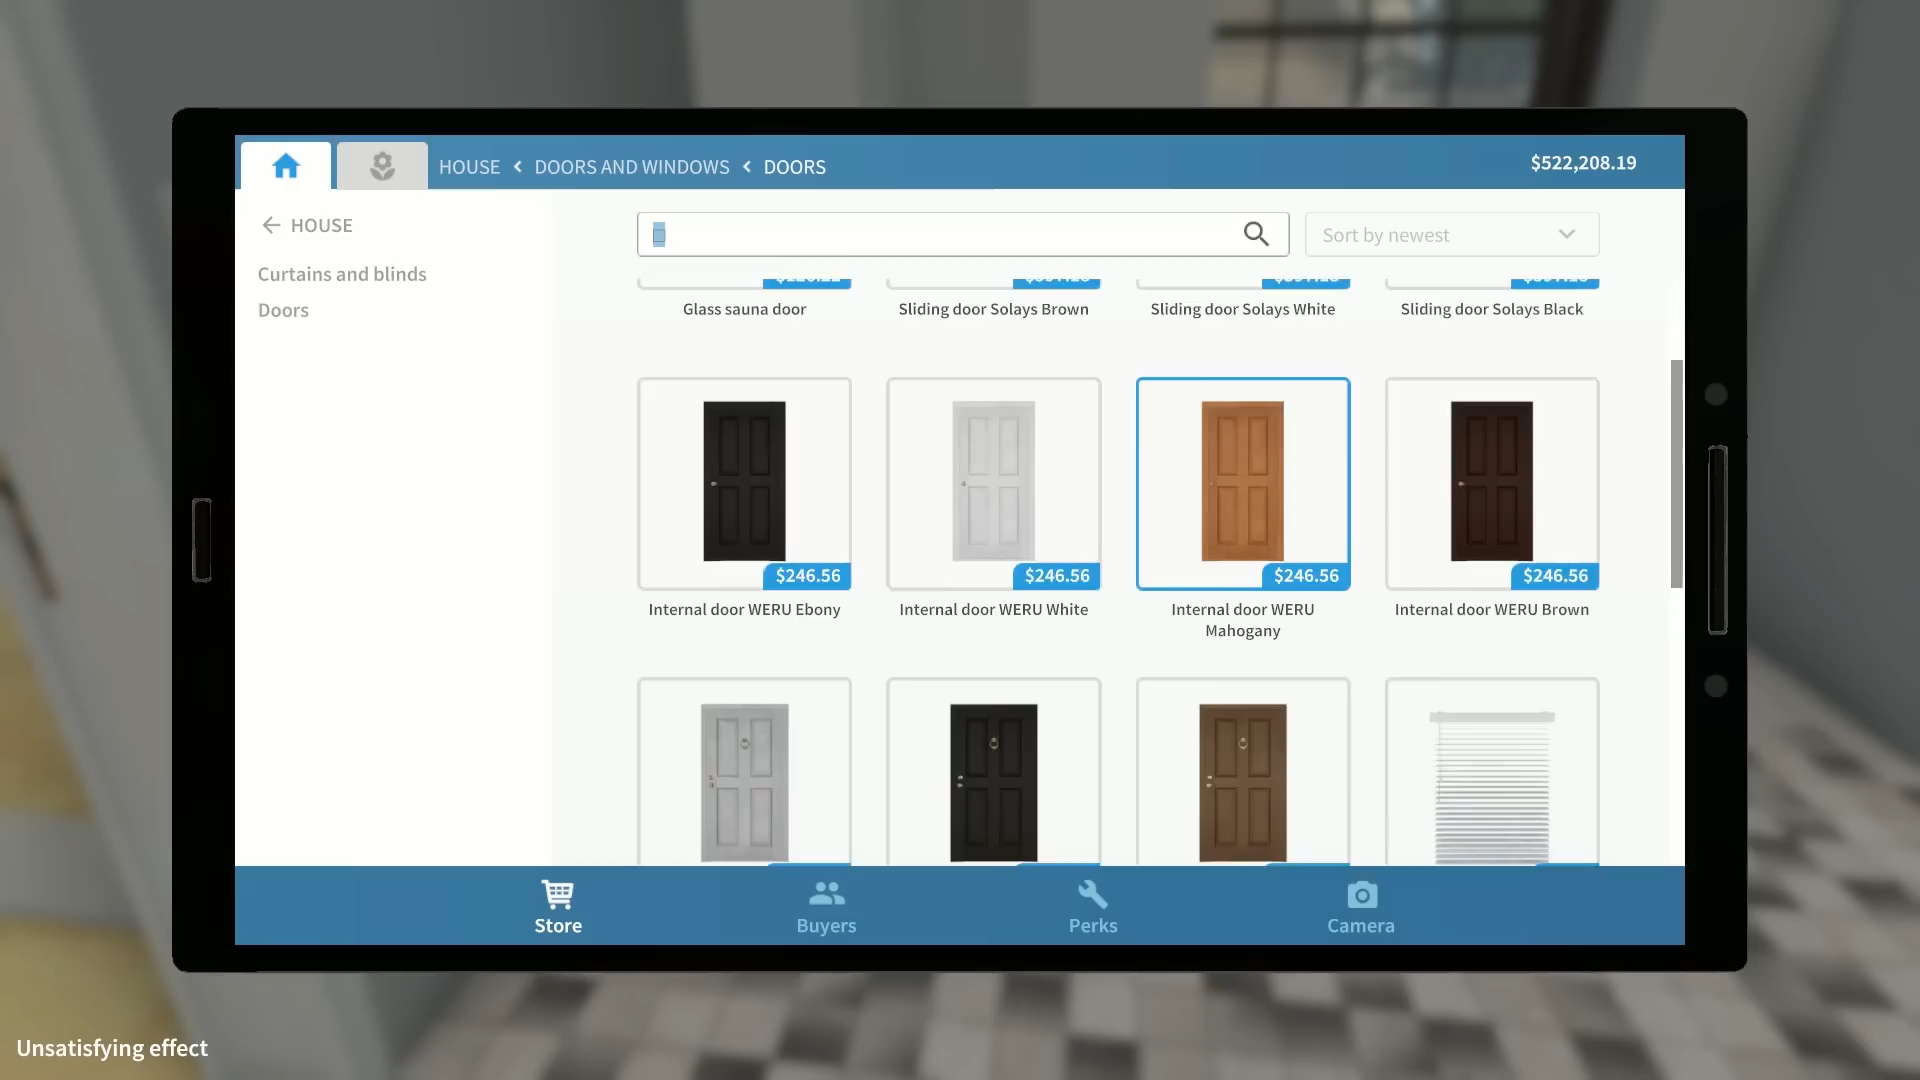 HOUSE < DOORS AND WINDOWS < DOORS
$522,208.19
← HOUSE
Curtains and blinds
Doors
Sort by newest
Glass sauna door
Sliding door Solays Brown
Sliding door Solays White
Sliding door Solays Black
$246.56
$246.56
$246.56
$246.56
Internal door WERU Ebony
Internal door WERU White
Internal door WERU
Mahogany
Internal door WERU Brown
Store
Buyers
Perks
Camera
Unsatisfying effect